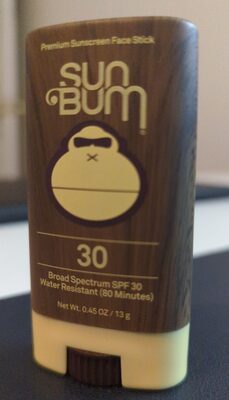 Premium Sunscreen Face Stick
SUN
BUM
30
Broad Spectrum SPF 30
Water Resistant (80 Minutes)
Net Wt. 0.45 OZ / 13 g